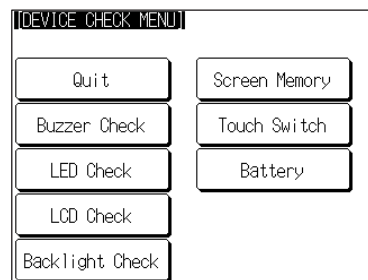 [DEVICE CHECK MENU]
Quit
Screen Memory
Buzzer Check
Touch Switch
LED Check
Battery
LCD Check
Backlight Check